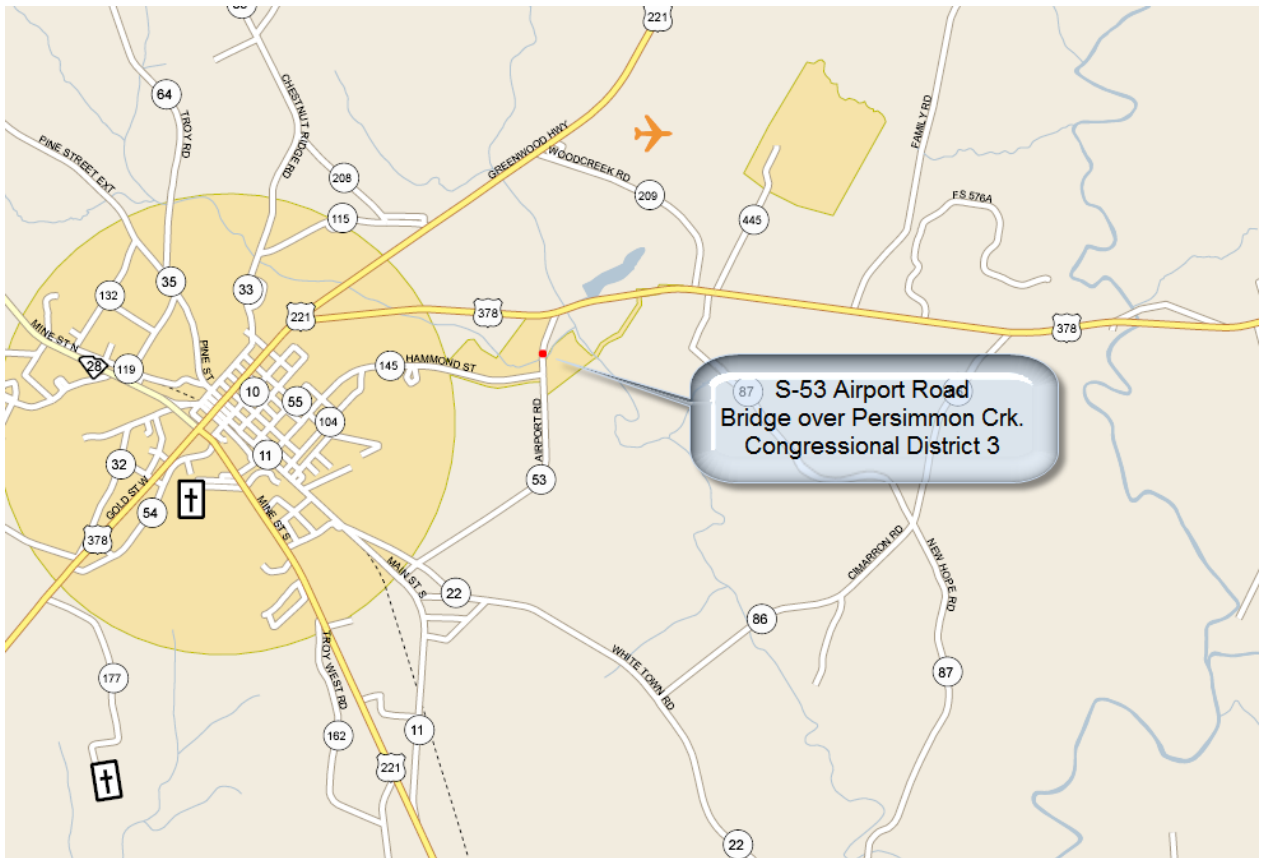 221
64
TROY RD
CHESTNUT RIDGE RD
PINE STREET EXT
GREENWOOD HWY
WOODCREEK RD
FAMILY RD
208
209
FS 576A
115
445
35
33
132
221
378
378
MINE ST N
28
119
PINE ST
145
HAMMOND ST
S-53 Airport Road
Bridge over Persimmon Crk.
Congressional District 3
87
10
55
104
AIRPORT RD
11
32
53
GOLD ST W
54
MINE ST S
378
CIMARRON RD
NEW HOPE RD
MAIN ST S
22
86
WHITE TOWN RD
177
TROY WEST RD
87
162
11
221
22